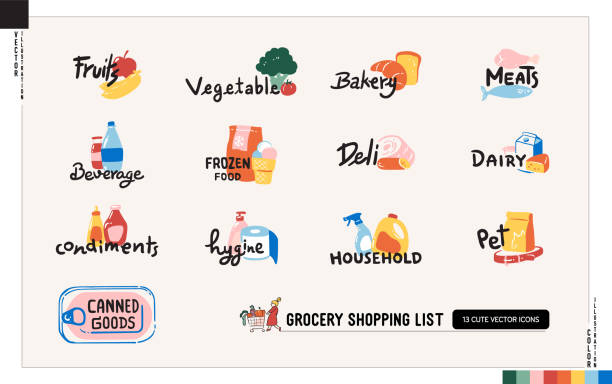 VECTOR
ILLUSTRATION
Fruits
Vegetable
Bakery
MEATS
Beverage
FROZEN
FOOD
Deli
DAIRY
condiments
hygine
HOUSEHOLD
Pet
CANNED
GOODS
GROCERY SHOPPING LIST
13 CUTE VECTOR ICONS
ILLUSTRATION
COLOR